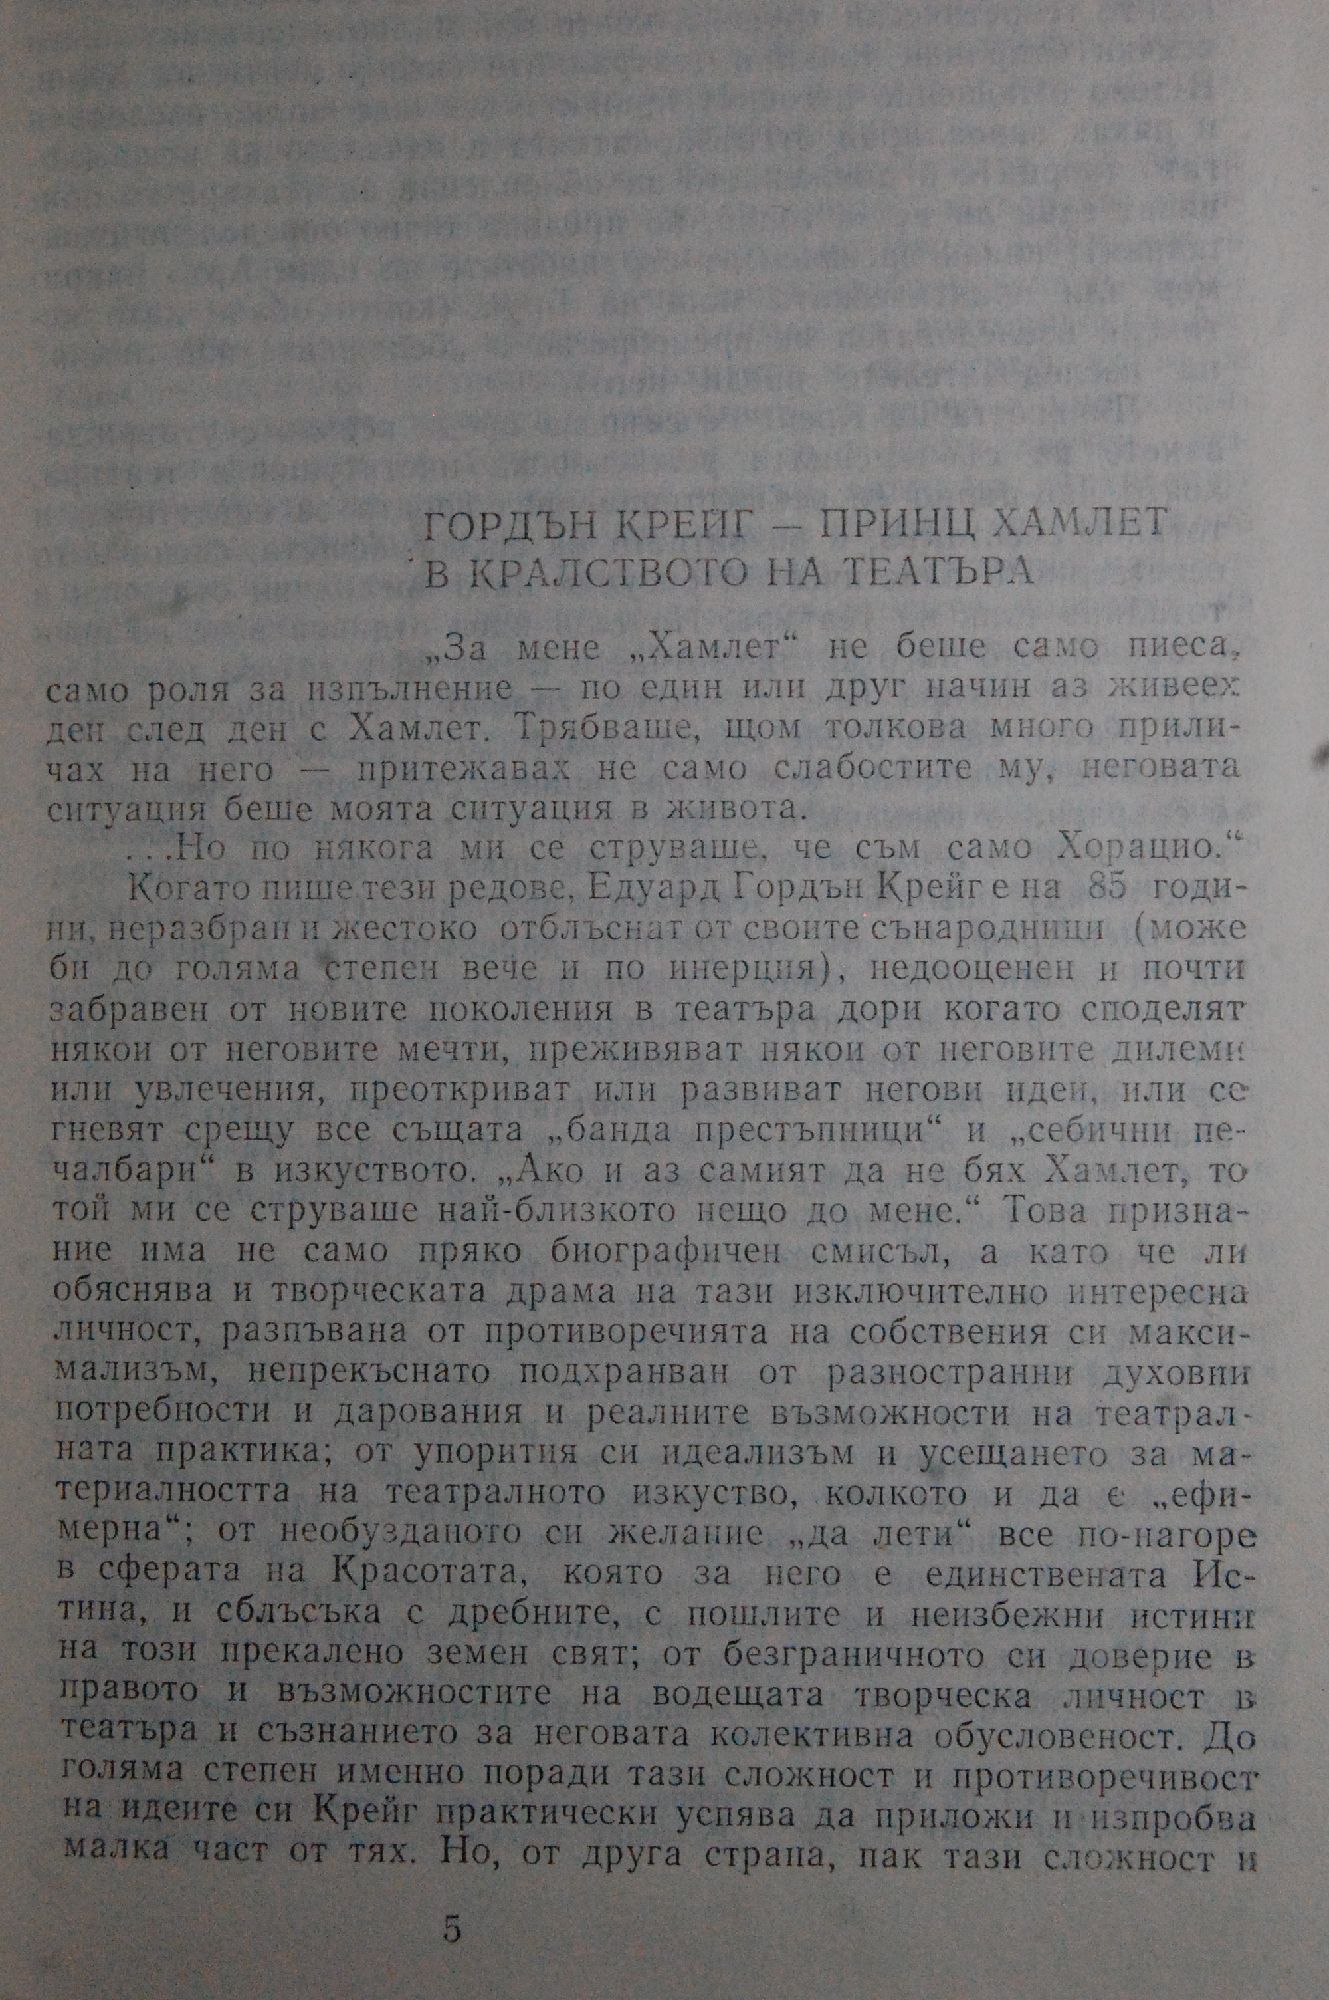 ГОРДЪН КРЕЙГ — ПРИНЦ ХАМЛЕТ
В КРАЛСТВОТО НА ТЕАТЪРА
„За мене „Хамлет“ не беше само пиеса,
само роля за изпълнение — по един или друг начин аз живеех
ден след ден с Хамлет. Трябваше, щом толкова много прили-
чах на него — притежавах не само слабостите му, неговата
ситуация беше моята ситуация в живота.
...Но по някога ми се струваше, че съм само Хорацио.“
Когато пише тези редове, Едуард Гордън Крейг е на 85 годи-
ни, неразбран и жестоко отблъснат от своите сънародници (може
би до голяма степен вече и по инерция), недооценен и почти
забравен от новите поколения в театъра дори когато споделят
някои от неговите мечти, преживяват някои от неговите дилеми
или увлечения, преоткриват или развиват негови идеи, или се
гневят срещу все същата „банда престъпници“ и „себични пе-
чалбари“ в изкуството. „Ако и аз самият да не бях Хамлет, то
той ми се струваше най-близкото нещо до мене.“ Това призна-
ние има не само пряко биографичен смисъл, а като че ли
обяснява и творческата драма на тази изключително интересна
личност, разпъвана от противоречията на собствения си макси-
мализъм, непрекъснато подхранван от разностранни духовни
потребности и дарования и реалните възможности на театрал-
ната практика; от упорития си идеализъм и усещането за ма-
териалността на театралното изкуство, колкото и да е „ефи-
мерна“; от необузданото си желание „да лети“ все по-нагоре
в сферата на Красотата, която за него е единствената Ис-
тина, и сблъсъка с дребните, с пошлите и неизбежни истини
на този прекалено земен свят; от безграничното си доверие в
правото и възможностите на водещата творческа личност в
театъра и съзнанието за неговата колективна обусловеност. До
голяма степен именно поради тази сложност и противоречивост
на идеите си Крейг практически успява да приложи и изпробва
малка част от тях. Но, от друга страна, пак тази сложност и
5